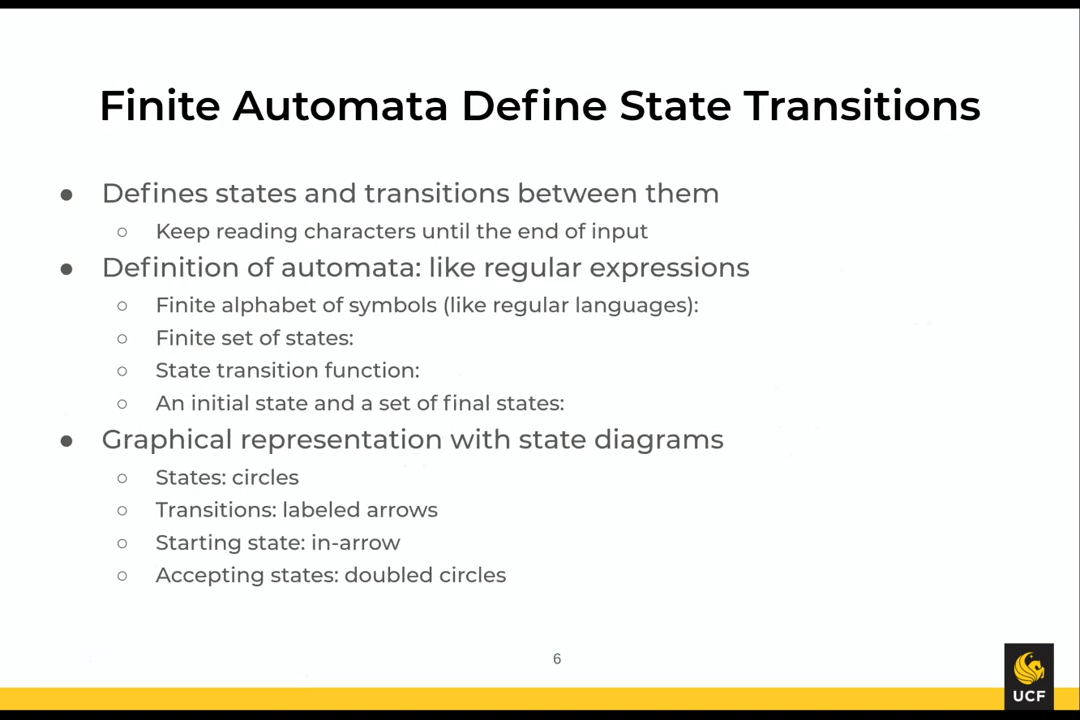 Finite Automata Define State Transitions
● Defines states and transitions between them
○ Keep reading characters until the end of input
● Definition of automata: like regular expressions
○ Finite alphabet of symbols (like regular languages):
○ Finite set of states:
○ State transition function:
○ An initial state and a set of final states:
● Graphical representation with state diagrams
○ States: circles
○ Transitions: labeled arrows
○ Starting state: in-arrow
○ Accepting states: doubled circles
6
UCF